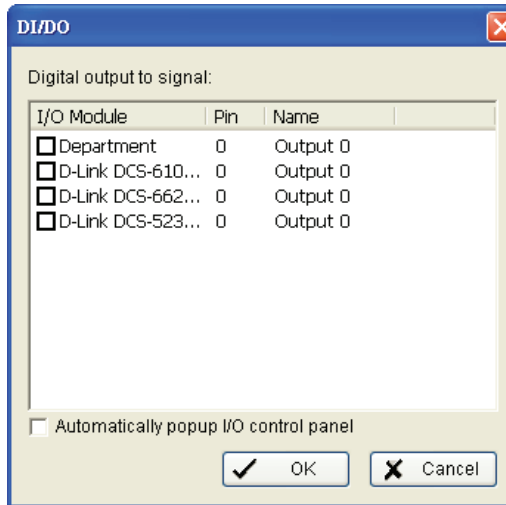 DI/DO
Digital output to signal:
I/O Module Pin Name
Department 0 Output 0
D-Link DCS-610... 0 Output 0
D-Link DCS-662... 0 Output 0
D-Link DCS-523... 0 Output 0
Automatically popup I/O control panel
OK Cancel